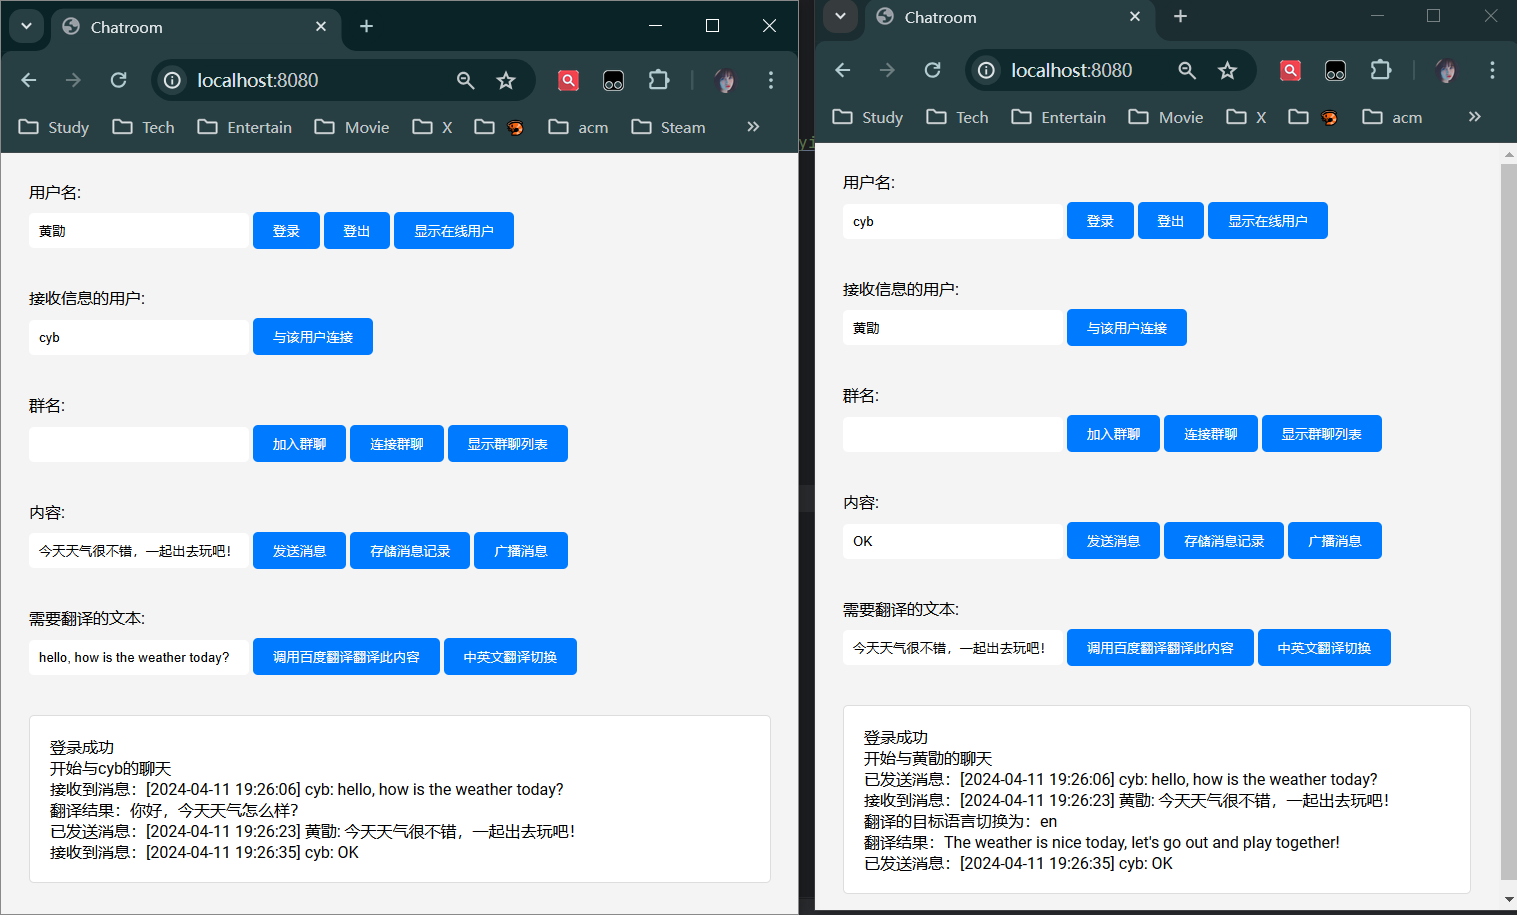 Chatroom
localhost:8080
Study Tech Entertain Movie X acm Steam
用户名:
黄勖 登录 登出 显示在线用户
接收信息的用户:
cyb 与该用户连接
群名:
加入群聊 连接群聊 显示群聊列表
内容:
今天天气很不错，一起出去玩吧！ 发送消息 存储消息记录 广播消息
需要翻译的文本:
hello, how is the weather today? 调用百度翻译翻译此内容 中英文翻译切换
登录成功
开始与cyb的聊天
接收到消息：[2024-04-11 19:26:06] cyb: hello, how is the weather today?
翻译结果：你好，今天天气怎么样？
已发送消息：[2024-04-11 19:26:23] 黄勖: 今天天气很不错，一起出去玩吧！
接收到消息：[2024-04-11 19:26:35] cyb: OK
yi
Chatroom
localhost:8080
Study Tech Entertain Movie X acm
用户名:
cyb 登录 登出 显示在线用户
接收信息的用户:
黄勖 与该用户连接
群名:
加入群聊 连接群聊 显示群聊列表
内容:
OK 发送消息 存储消息记录 广播消息
需要翻译的文本:
今天天气很不错，一起出去玩吧！ 调用百度翻译翻译此内容 中英文翻译切换
登录成功
开始与黄勖的聊天
已发送消息：[2024-04-11 19:26:06] cyb: hello, how is the weather today?
接收到消息：[2024-04-11 19:26:23] 黄勖: 今天天气很不错，一起出去玩吧！
翻译的目标语言切换为：en
翻译结果：The weather is nice today, let's go out and play together!
已发送消息：[2024-04-11 19:26:35] cyb: OK